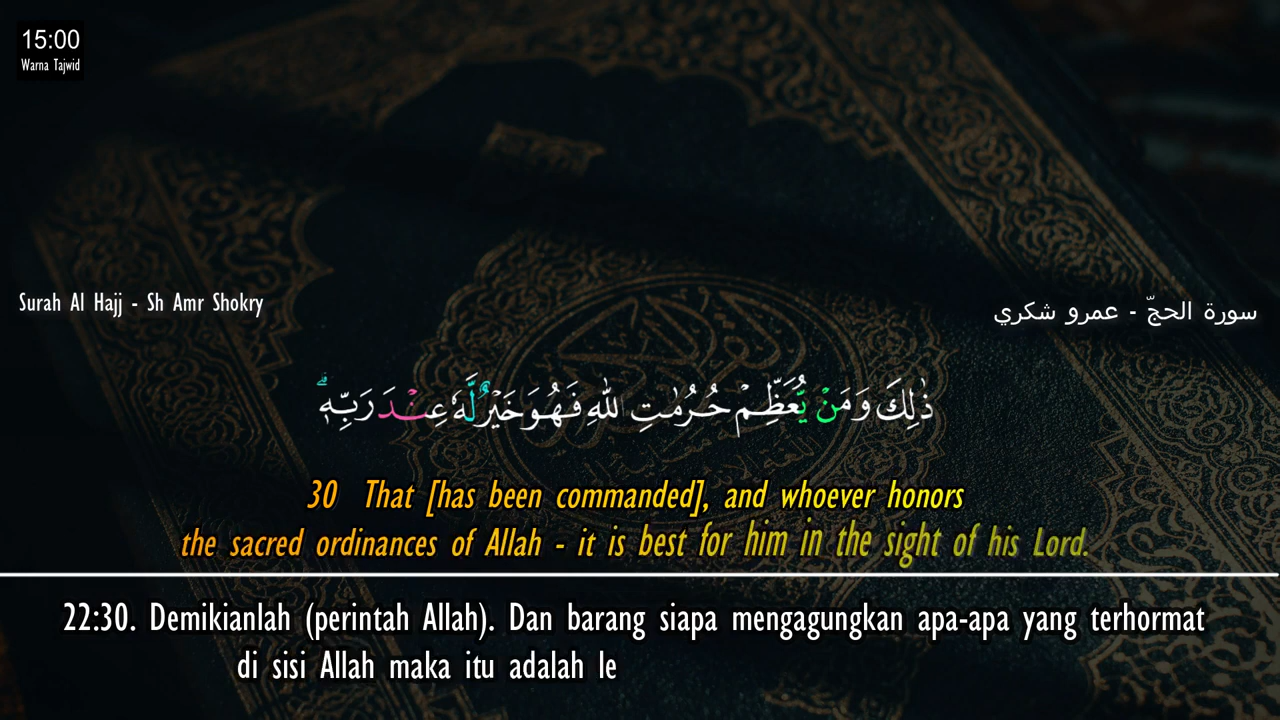 15:00
Warna Tajwid
Surah Al Hajj - Sh Amr Shokry
سورة الحجّ - عمرو شكري
ذٰلِكَ وَمَنْ يُّعَظِّمْ حُرُمٰتِ اللّٰهِ فَهُوَ خَيْرٌ لَّهٗ عِنْدَ رَبِّهٖۗ
30 That [has been commanded], and whoever honors
the sacred ordinances of Allah - it is best for him in the sight of his Lord.
22:30. Demikianlah (perintah Allah). Dan barang siapa mengagungkan apa-apa yang terhormat
di sisi Allah maka itu adalah le